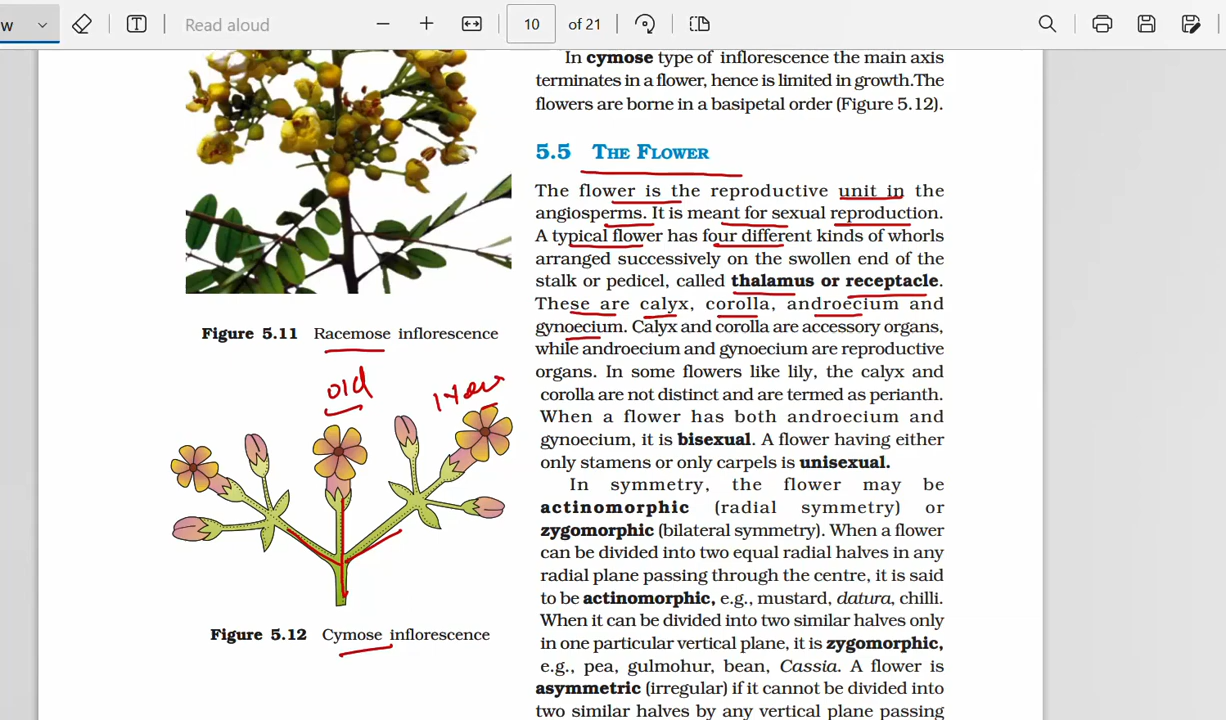 w
Read aloud
10
of 21
In cymose type of inflorescence the main axis
terminates in a flower, hence is limited in growth.The
flowers are borne in a basipetal order (Figure 5.12).
5.5 THE FLOWER
The flower is the reproductive unit in the
angiosperms. It is meant for sexual reproduction.
A typical flower has four different kinds of whorls
arranged successively on the swollen end of the
stalk or pedicel, called thalamus or receptacle.
These are calyx, corolla, androecium and
gynoecium. Calyx and corolla are accessory organs,
while androecium and gynoecium are reproductive
organs. In some flowers like lily, the calyx and
corolla are not distinct and are termed as perianth.
When a flower has both androecium and
gynoecium, it is bisexual. A flower having either
only stamens or only carpels is unisexual.
In symmetry, the flower may be
actinomorphic (radial symmetry) or
zygomorphic (bilateral symmetry). When a flower
can be divided into two equal radial halves in any
radial plane passing through the centre, it is said
to be actinomorphic, e.g., mustard, datura, chilli.
When it can be divided into two similar halves only
in one particular vertical plane, it is zygomorphic,
e.g., pea, gulmohur, bean, Cassia. A flower is
asymmetric (irregular) if it cannot be divided into
two similar halves by any vertical plane passing
Figure 5.11 Racemose inflorescence
old
New
Figure 5.12 Cymose inflorescence